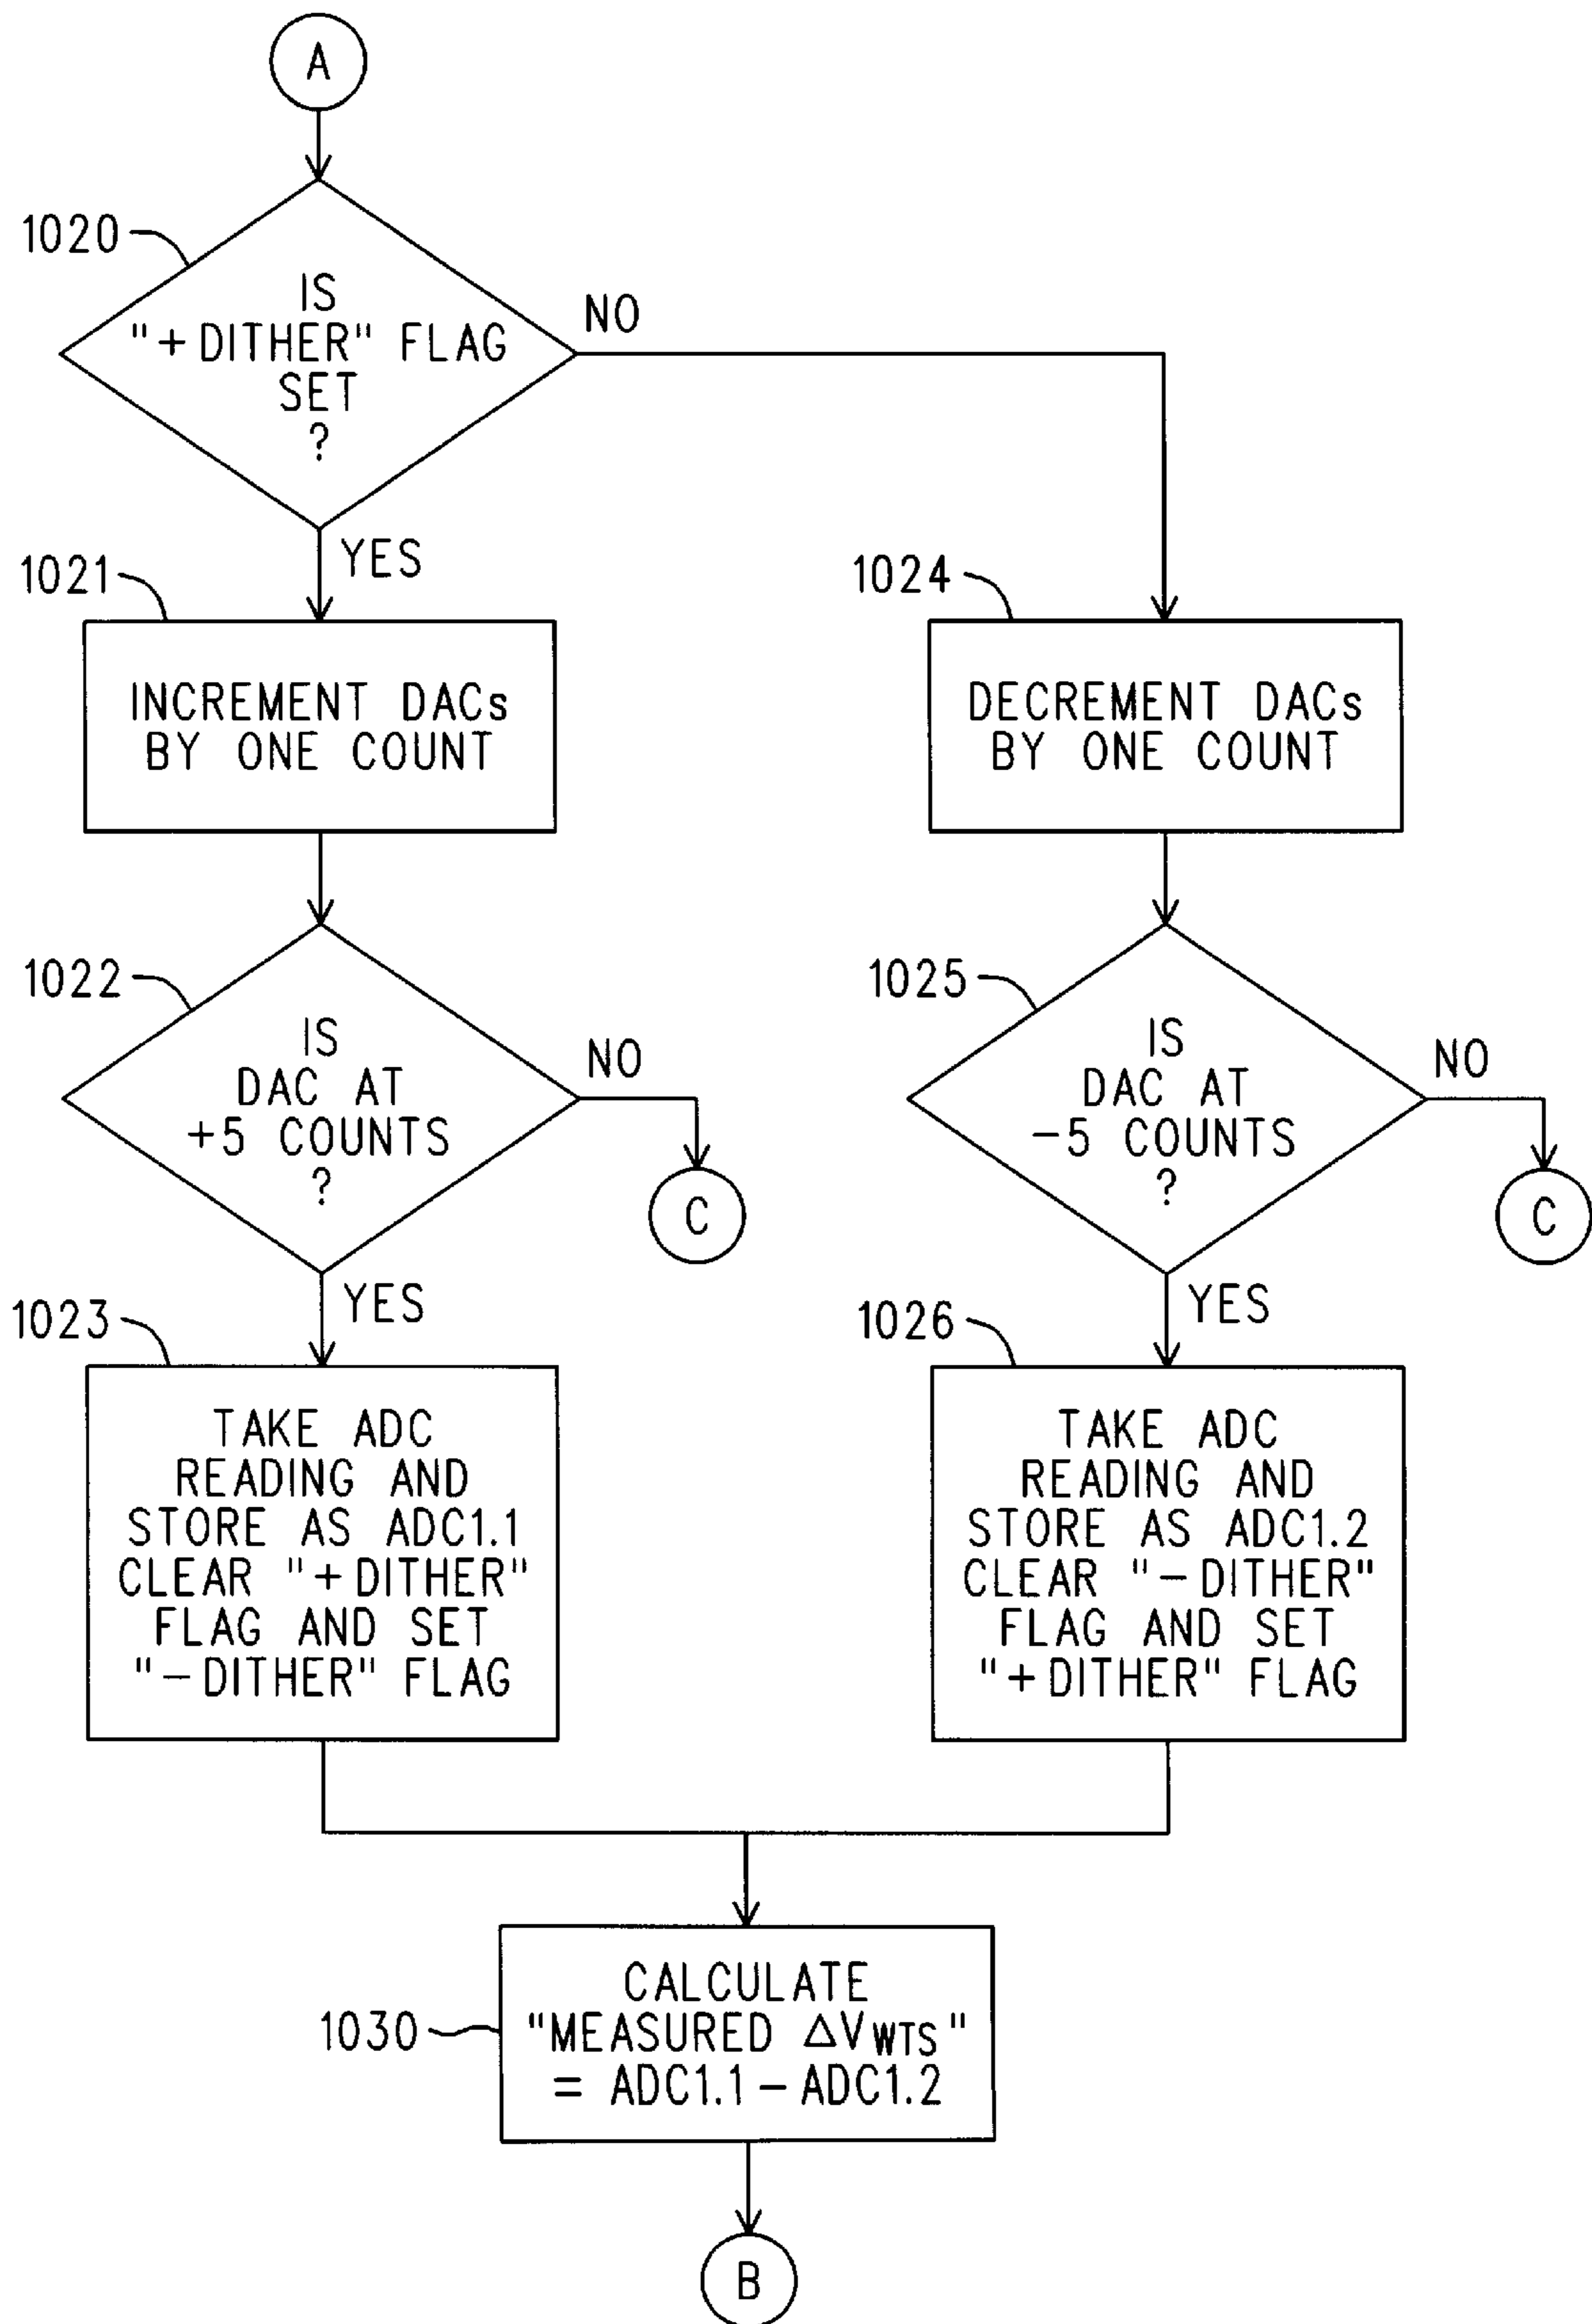 A
1020
IS
"+DITHER" FLAG
SET
?
NO
YES
1021
INCREMENT DACs
BY ONE COUNT
1024
DECREMENT DACs
BY ONE COUNT
1022
IS
DAC AT
+5 COUNTS
?
NO
C
YES
1025
IS
DAC AT
-5 COUNTS
?
NO
C
YES
1023
TAKE ADC
READING AND
STORE AS ADC1.1
CLEAR "+DITHER"
FLAG AND SET
"-DITHER" FLAG
1026
TAKE ADC
READING AND
STORE AS ADC1.2
CLEAR "-DITHER"
FLAG AND SET
"+DITHER" FLAG
1030
CALCULATE
"MEASURED ΔVWTS"
= ADC1.1-ADC1.2
B